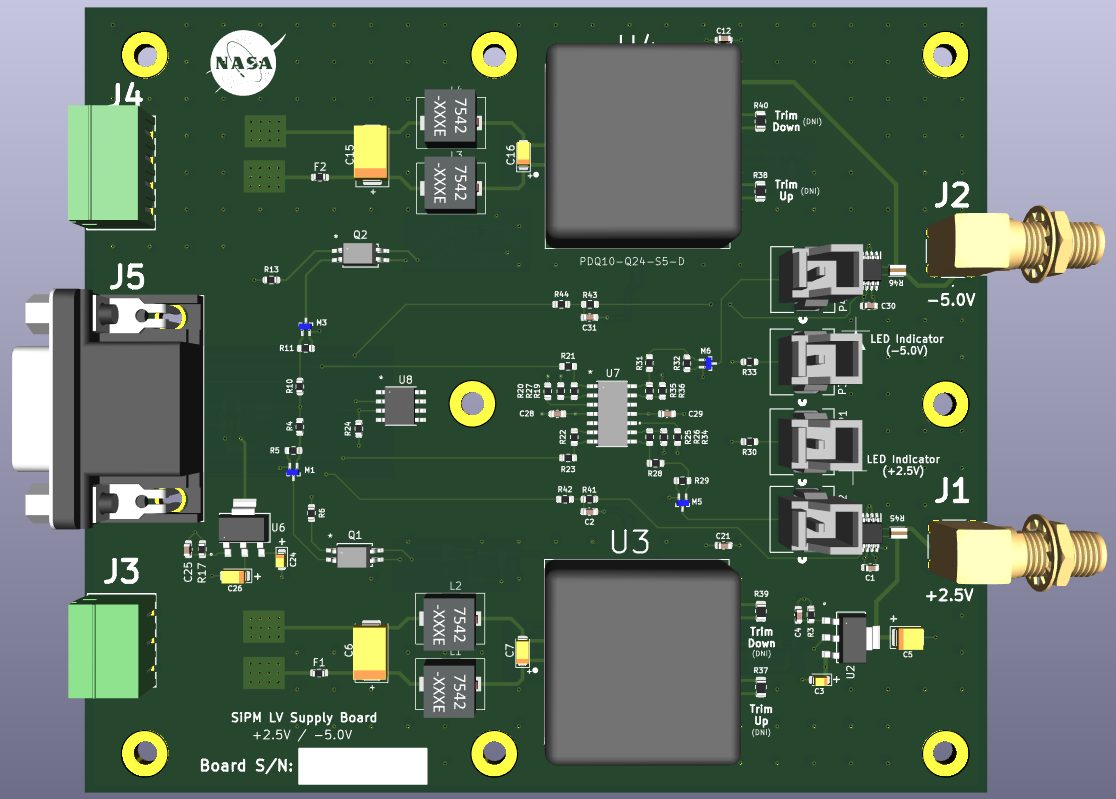 NASA
J4
C12
C15
7542
-XXXE
C16
7542
-XXXE
F2
R40
Trim
Down (DNI)
R38
Trim
Up (DNI)
PDQ10-Q24-S5-D
J2
-5.0V
R46
C30
J5
Q2
R13
M3
R11
R10
R4
R5
M1
R6
Q1
U8
R24
R44
R43
C31
R21
R20
R27
R19
U7
R31
R32
M6
R35
R36
C28
C29
R22
R23
R25
R26
R34
R28
R29
M5
R42
R41
C2
R33
LED Indicator
(-5.0V)
R30
LED Indicator
(+2.5V)
J1
R45
+2.5V
C1
C21
U6
C25
R17
C24
C26
J3
U3
L2
7542
-XXXE
7542
-XXXE
C6
C7
F1
R39
Trim
Down
(DNI)
R37
Trim
Up
(DNI)
C4
R3
U2
C5
C3
SiPM LV Supply Board
+2.5V / -5.0V
Board S/N: